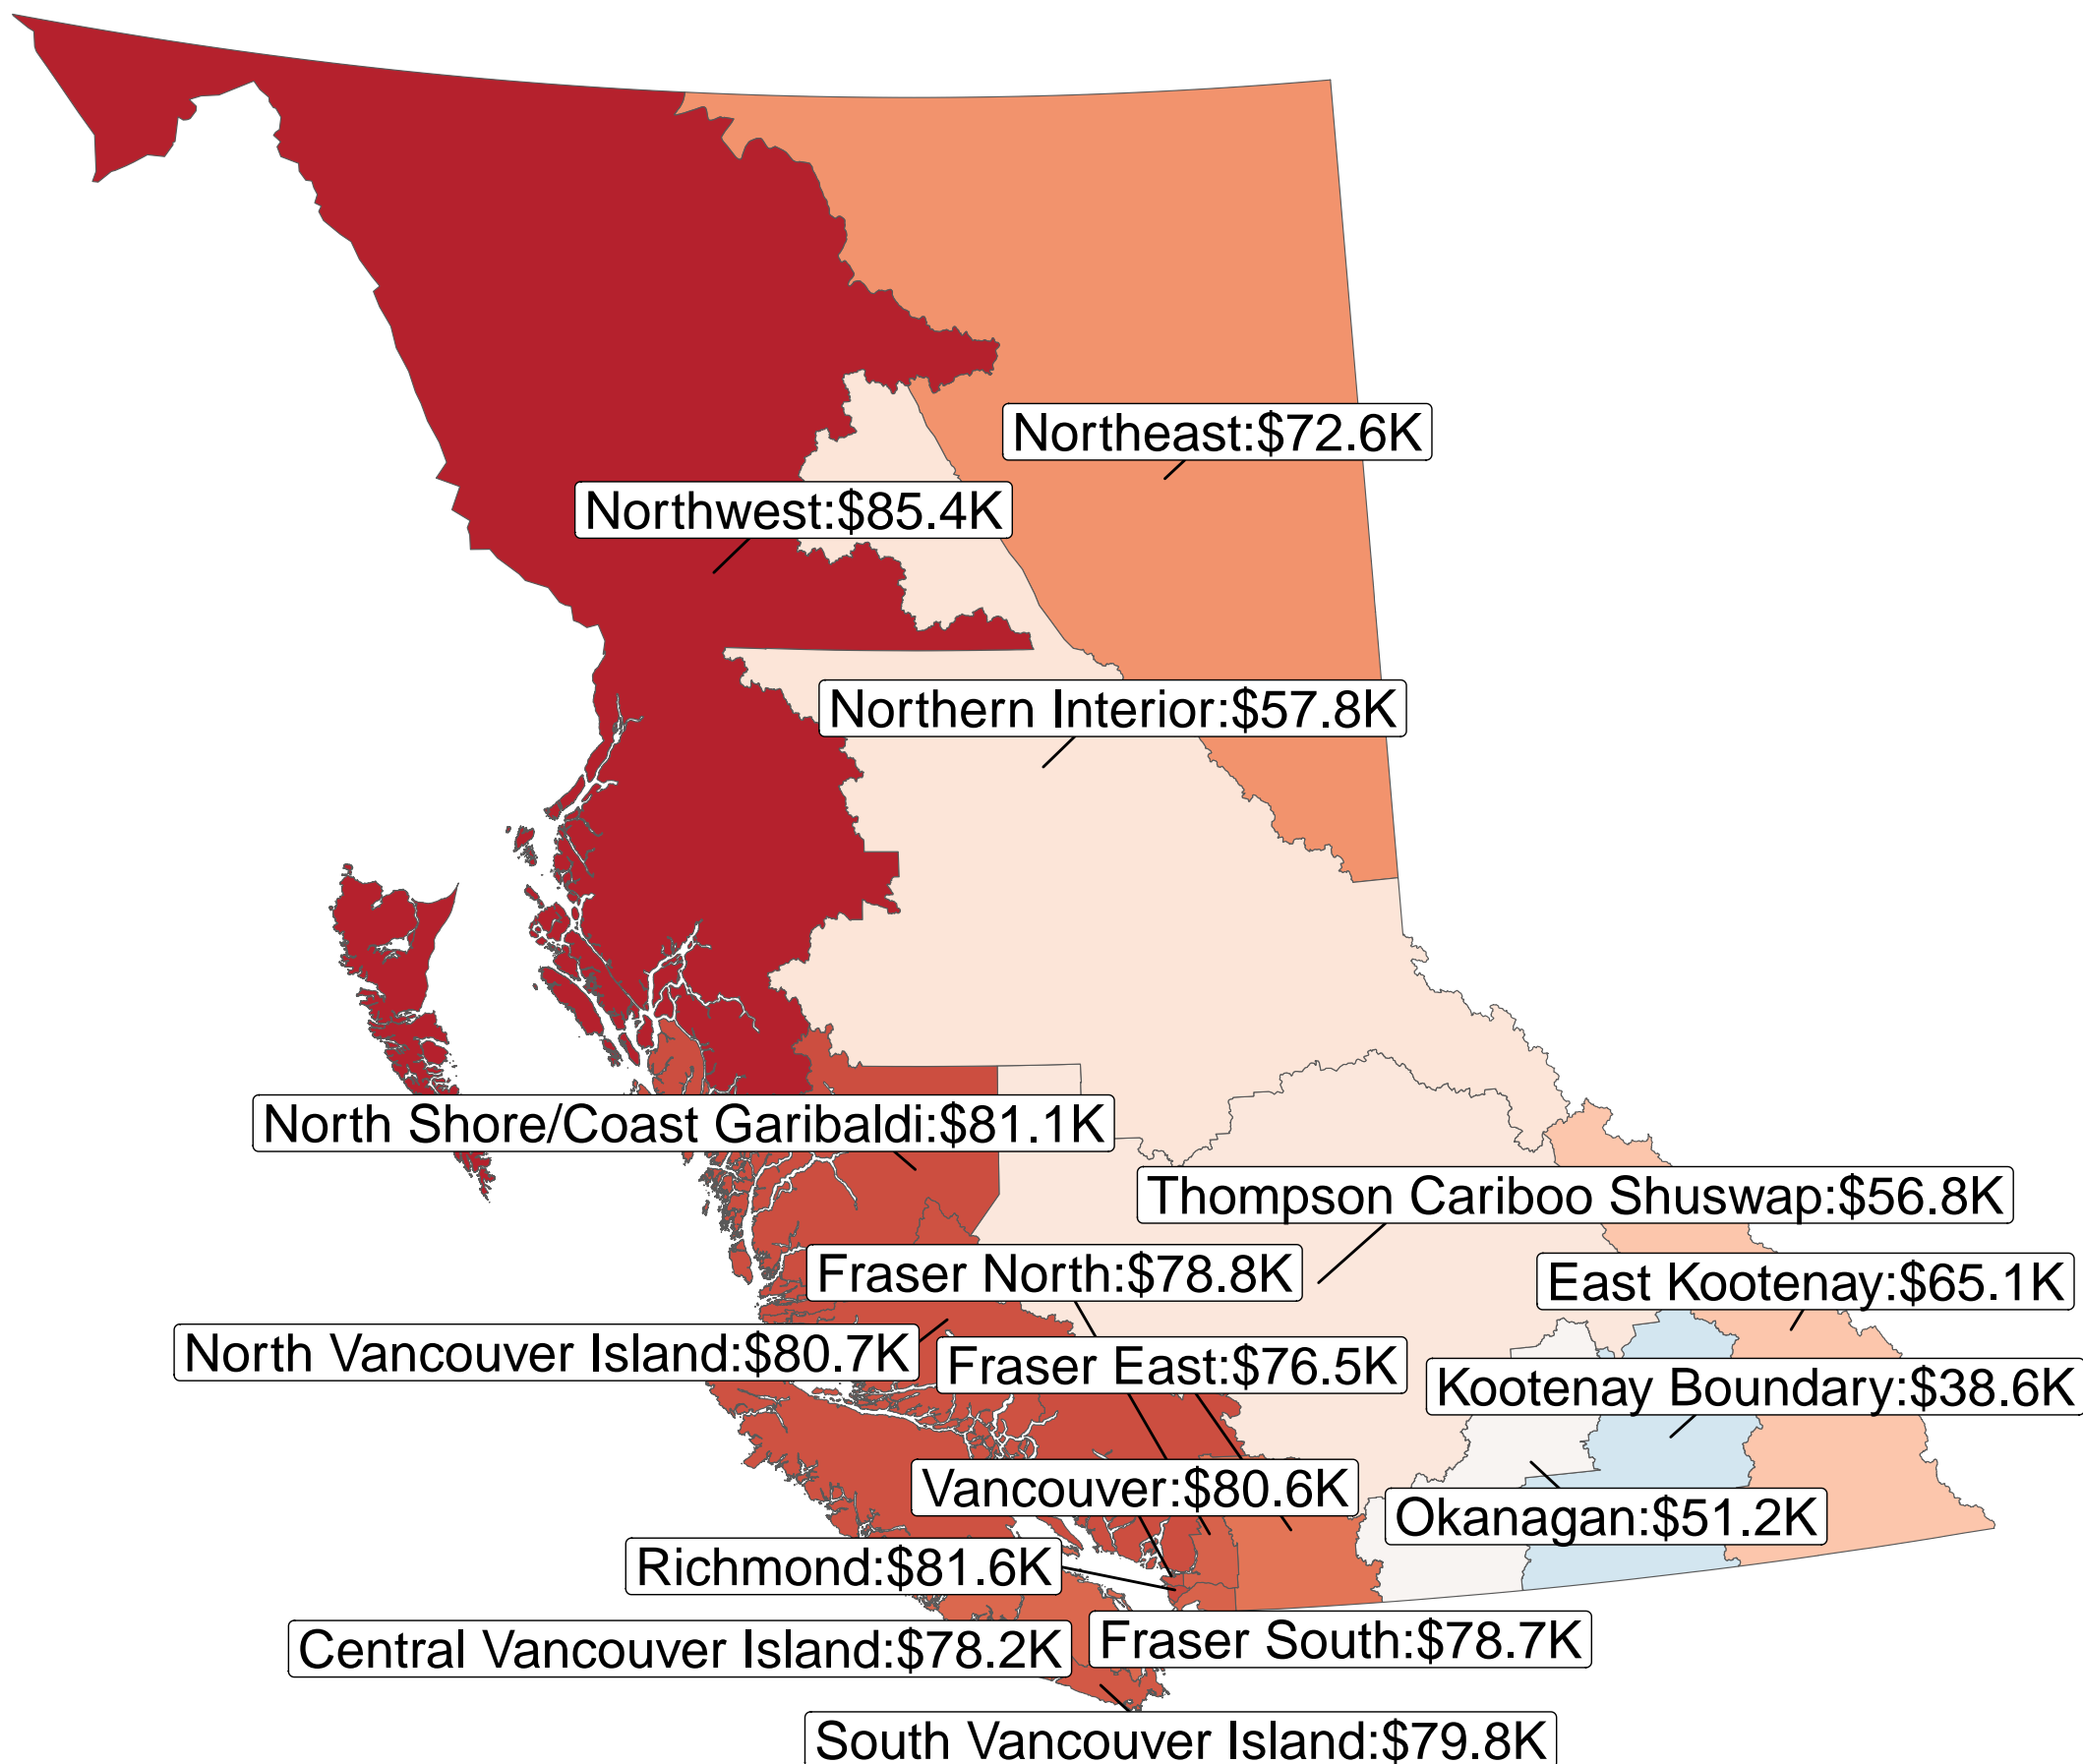 Northeast:$72.6K
Northwest:$85.4K
Northern Interior:$57.8K
North Shore/Coast Garibaldi:$81.1K
Thompson Cariboo Shuswap:$56.8K
Fraser North:$78.8K
East Kootenay:$65.1K
North Vancouver Island:$80.7K
Fraser East:$76.5K
Kootenay Boundary:$38.6K
Vancouver:$80.6K
Okanagan:$51.2K
Richmond:$81.6K
Central Vancouver Island:$78.2K
Fraser South:$78.7K
South Vancouver Island:$79.8K